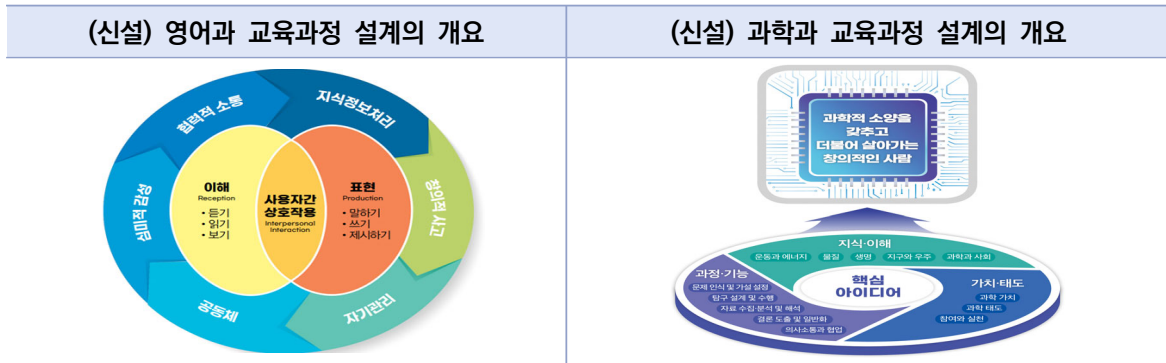 (신설) 영어과 교육과정 설계의 개요
협력적 소통
지식정보처리
창의적 사고
자기관리
공동체
심미적 감성
이해
Reception
• 듣기
• 읽기
• 보기
사용자간
상호작용
Interpersonal
Interaction
표현
Production
• 말하기
• 쓰기
• 제시하기
(신설) 과학과 교육과정 설계의 개요
과학적 소양을
갖추고
더불어 살아가는
창의적인 사람
지식·이해
운동과 에너지 물질 생명 지구와 우주 과학과 사회
과정·기능
문제 인식 및 가설 설정
탐구 설계 및 수행
자료 수집·분석 및 해석
결론 도출 및 일반화
의사소통과 협업
핵심
아이디어
가치·태도
과학 가치
과학 태도
참여와 실천